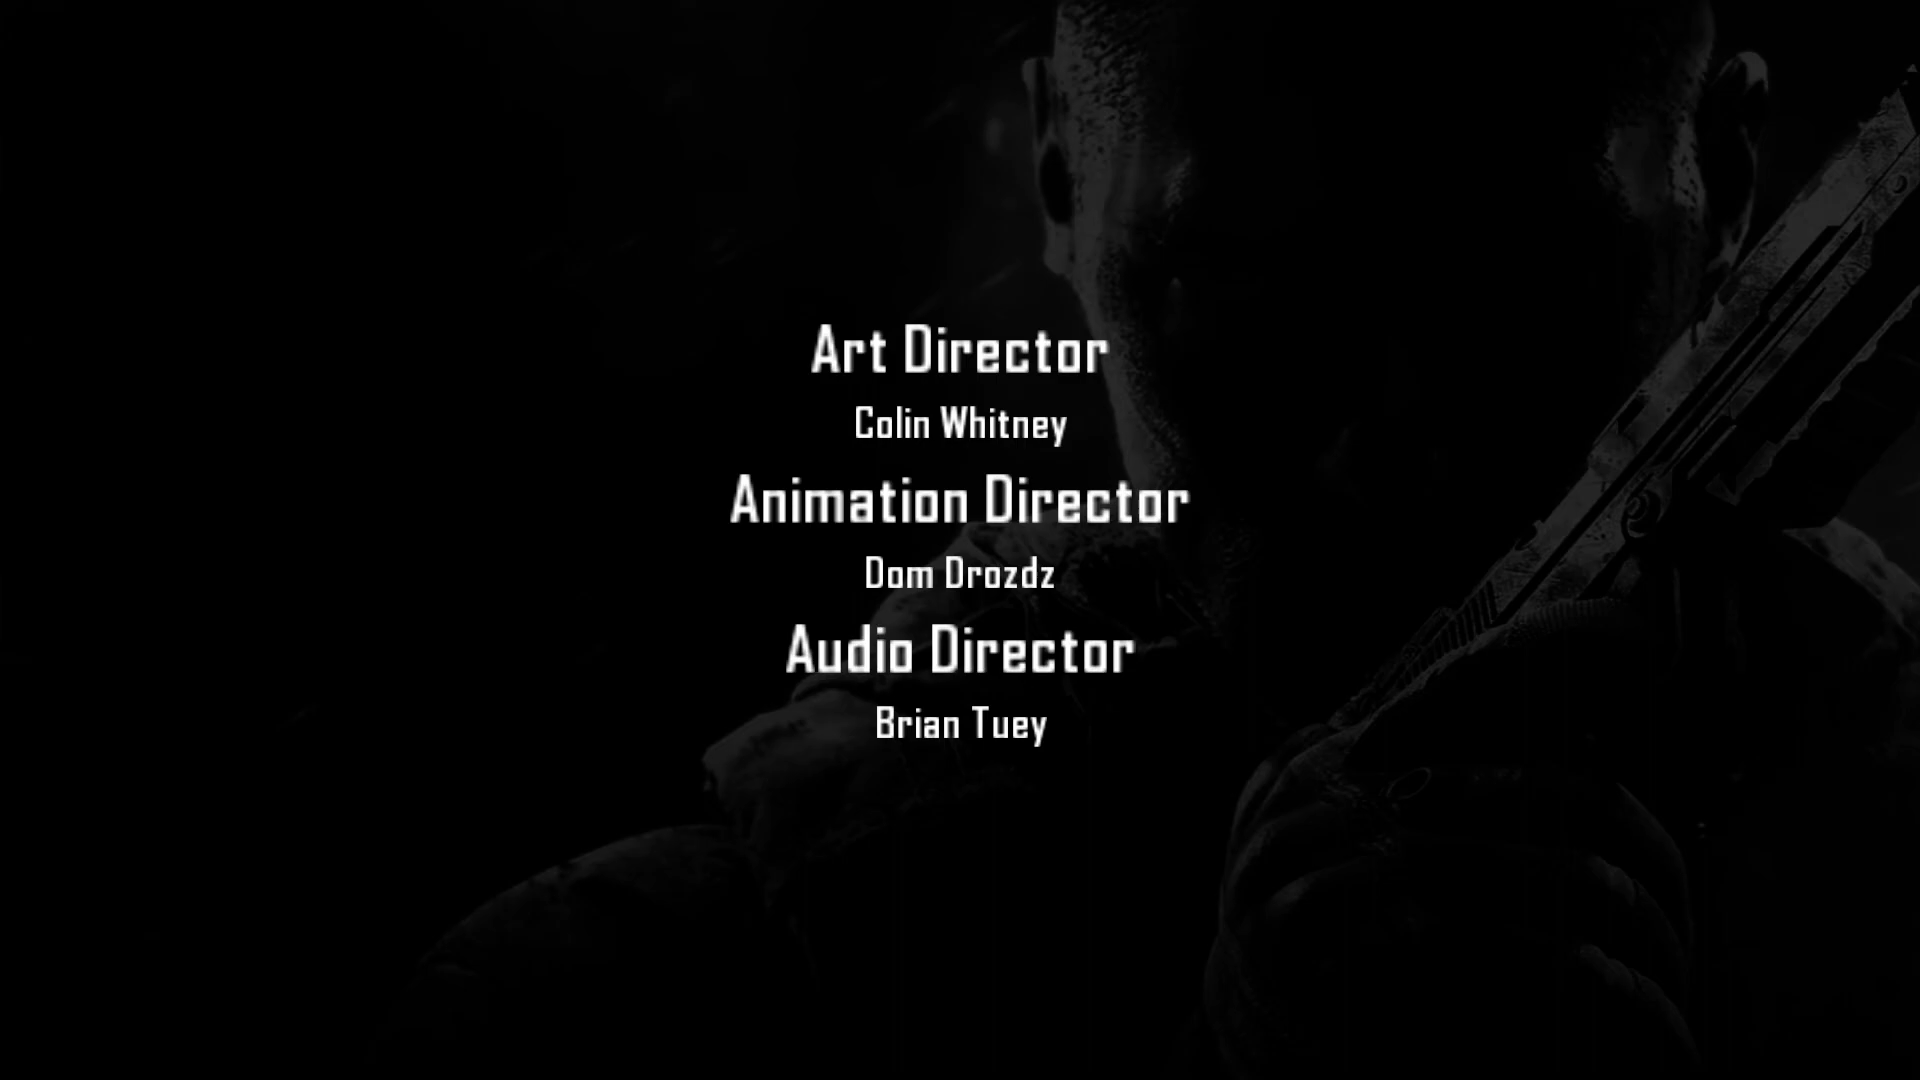 Art Director
Colin Whitney
Animation Director
Dom Drozdz
Audio Director
Brian Tuey